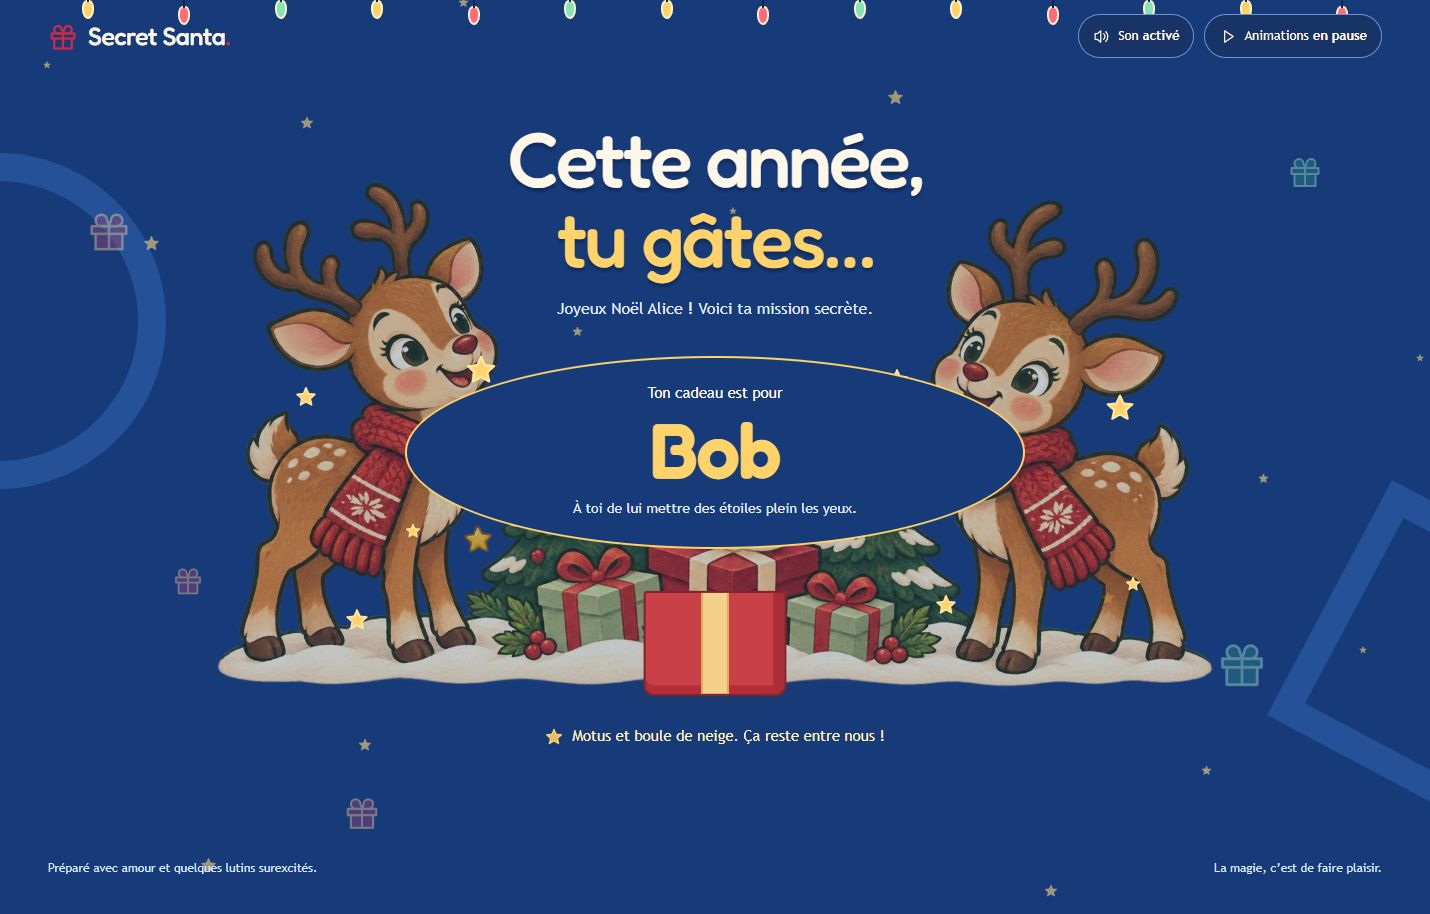 Secret Santa.
Son activé
Animations en pause
Cette année,
tu gâtes...
Joyeux Noël Alice ! Voici ta mission secrète.
Ton cadeau est pour
Bob
À toi de lui mettre des étoiles plein les yeux.
Motus et boule de neige. Ça reste entre nous !
Préparé avec amour et quelques lutins surexcités.
La magie, c’est de faire plaisir.